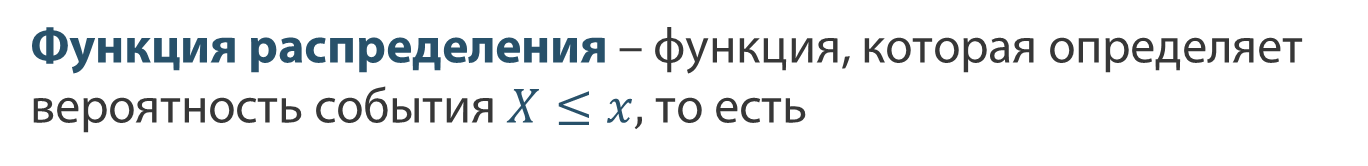 Функция распределения – функция, которая определяет
вероятность события X ≤ x, то есть